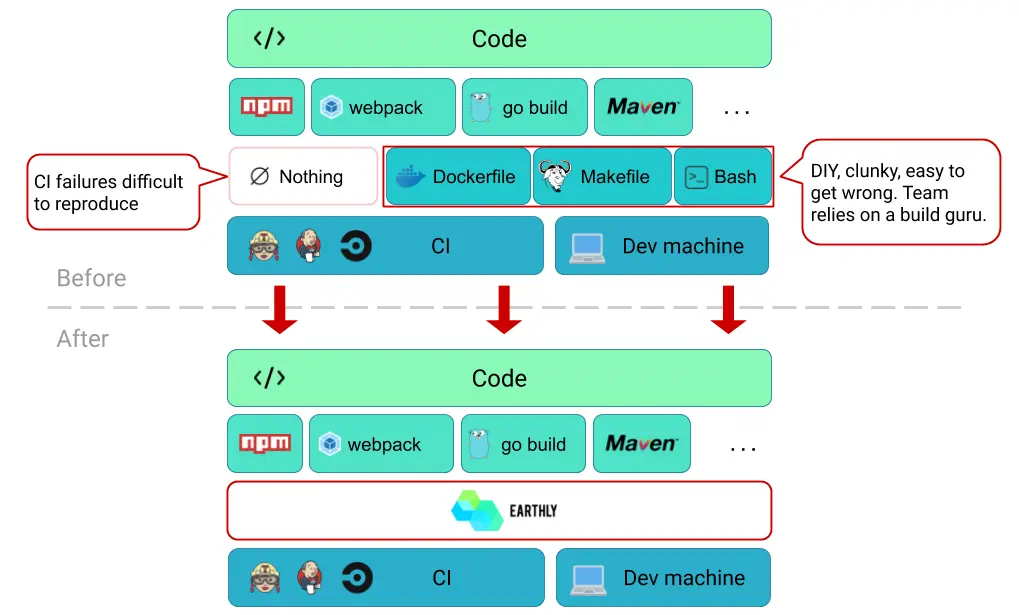 Code
npm
webpack
go build
Maven
...
CI failures difficult
to reproduce
Nothing
Dockerfile
Makefile
Bash
DIY, clunky, easy to
get wrong. Team
relies on a build guru.
CI
Dev machine
Before
After
Code
npm
webpack
go build
Maven
...
EARTHLY
CI
Dev machine